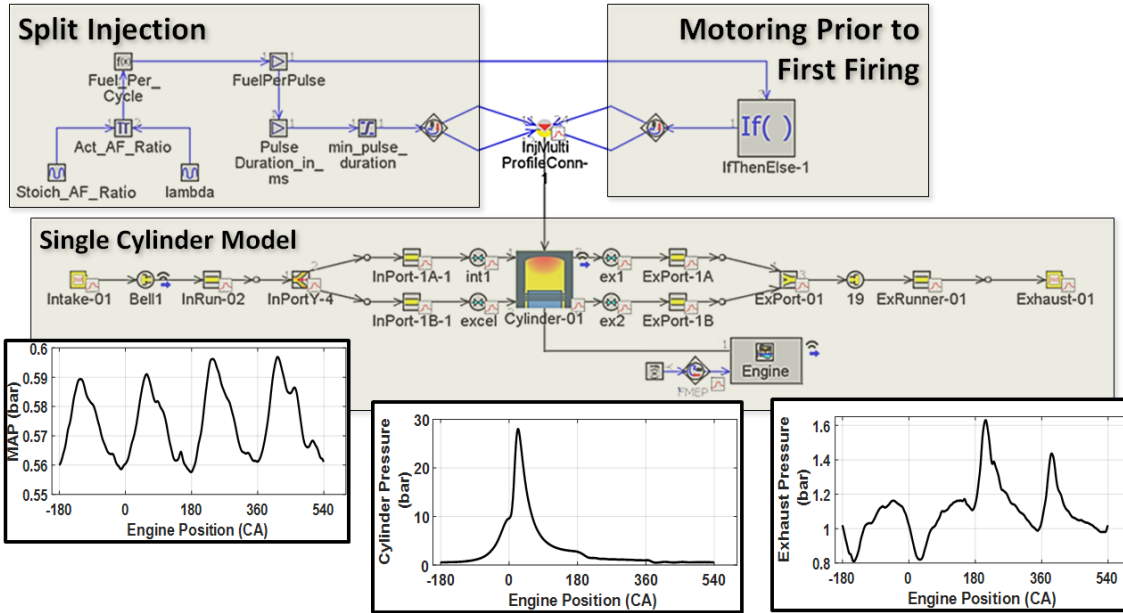 Split Injection
Motoring Prior to
First Firing
f(x)
Fuel_Per_
Cycle
FuelPerPulse
Act_AF_Ratio
Pulse
Duration_in_
ms
min_pulse_
duration
Stoich_AF_Ratio
lambda
InjMulti
ProfileConn-
1
If( )
IfThenElse-1
Single Cylinder Model
Intake-01
Bell1
InRun-02
InPortY-4
InPort-1A-1
int1
InPort-1B-1
excel
Cylinder-01
ex1
ExPort-1A
ex2
ExPort-1B
ExPort-01
19
ExRunner-01
Exhaust-01
FMEP
1
Engine
MAP (bar)
0.6
0.59
0.58
0.57
0.56
0.55
-180 0 180 360 540
Engine Position (CA)
Cylinder Pressure
(bar)
30
20
10
0
-180 0 180 360 540
Engine Position (CA)
Exhaust Pressure
(bar)
1.6
1.4
1.2
1
0.8
-180 0 180 360 540
Engine Position (CA)